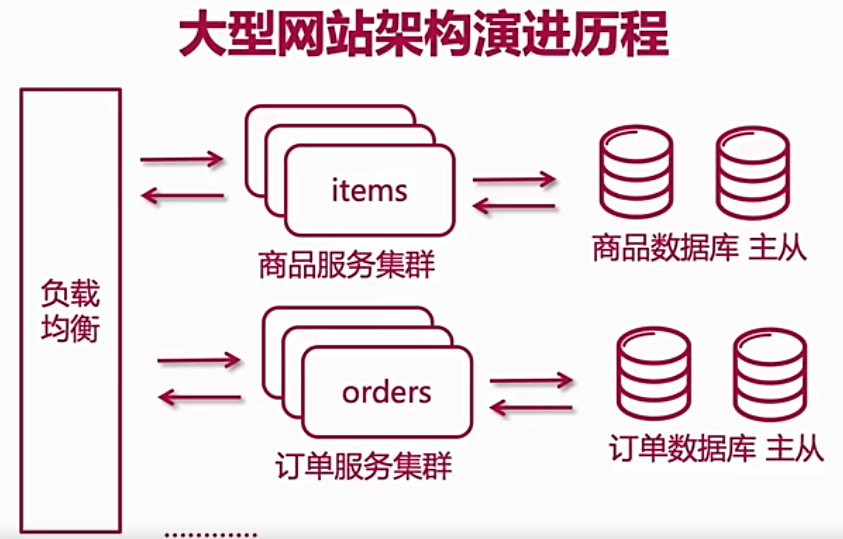 大型网站架构演进历程
负载
均衡
items
商品服务集群
商品数据库 主从
orders
订单服务集群
订单数据库 主从
............